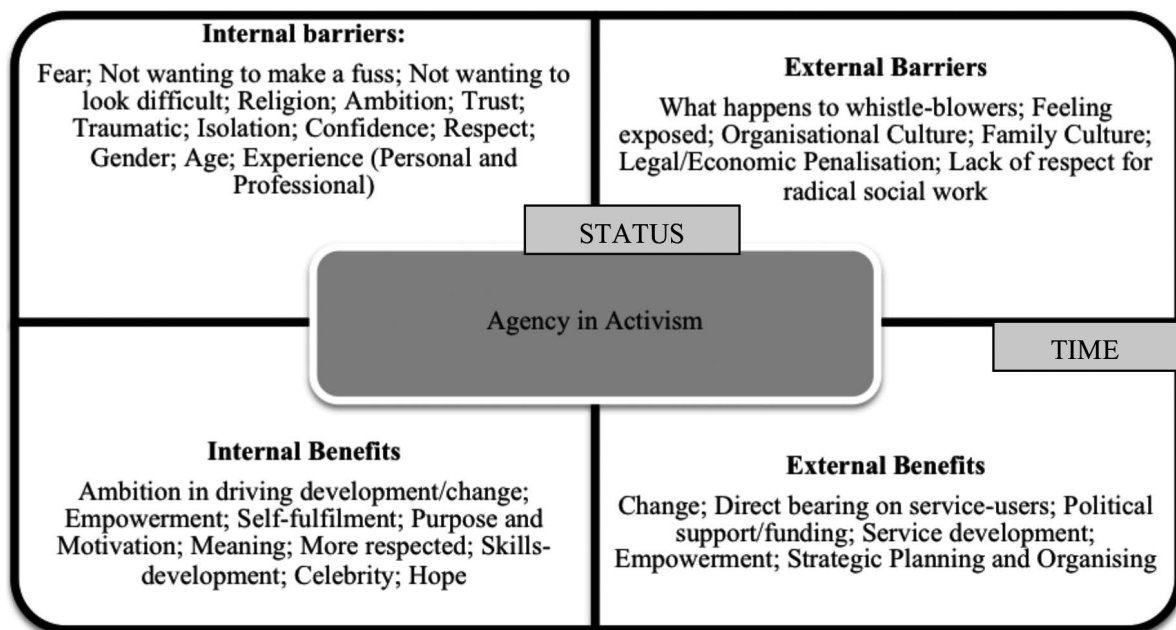 Internal barriers:
Fear; Not wanting to make a fuss; Not wanting to
look difficult; Religion; Ambition; Trust;
Traumatic; Isolation; Confidence; Respect;
Gender; Age; Experience (Personal and
Professional)
External Barriers
What happens to whistle-blowers; Feeling
exposed; Organisational Culture; Family Culture;
Legal/Economic Penalisation; Lack of respect for
radical social work
STATUS
Agency in Activism
TIME
Internal Benefits
Ambition in driving development/change;
Empowerment; Self-fulfilment; Purpose and
Motivation; Meaning; More respected; Skills-
development; Celebrity; Hope
External Benefits
Change; Direct bearing on service-users; Political
support/funding; Service development;
Empowerment; Strategic Planning and Organising